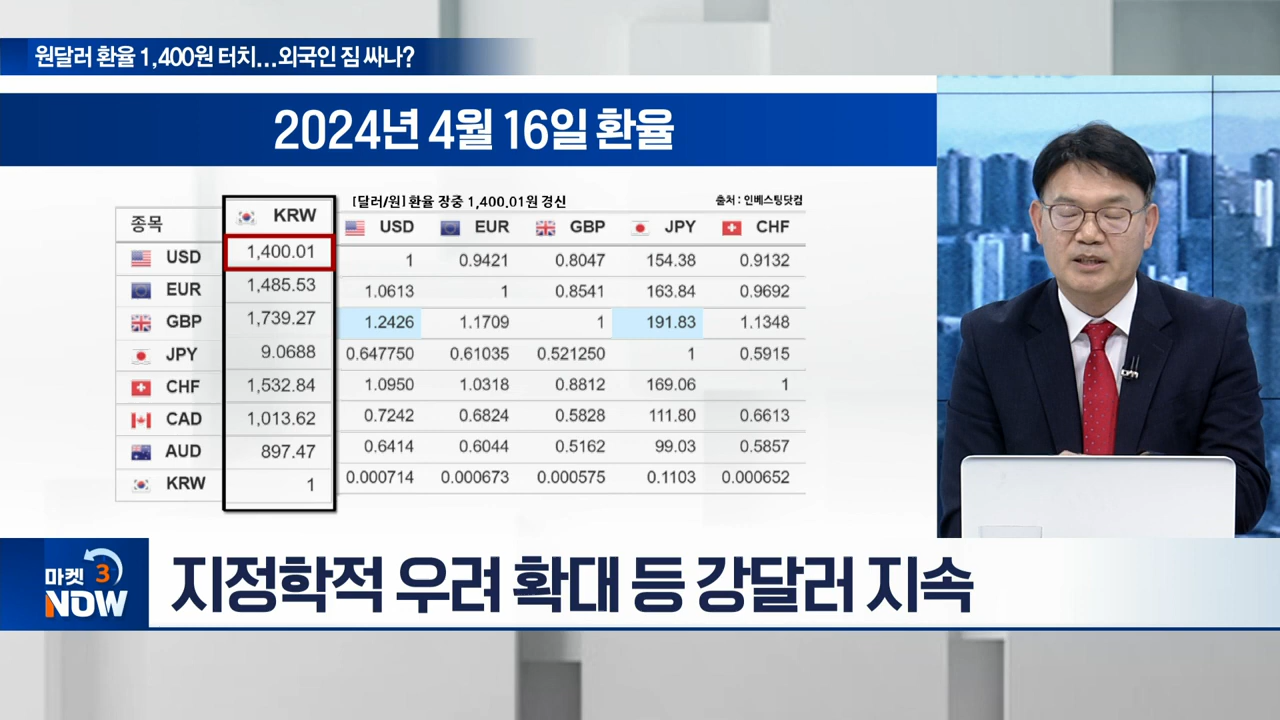 원달러 환율 1,400원 터치...외국인 짐 싸나?
2024년 4월 16일 환율
[달러/원] 환율 장중 1,400.01원 경신
출처 : 인베스팅닷컴
종목 KRW USD EUR GBP JPY CHF
USD 1,400.01 1 0.9421 0.8047 154.38 0.9132
EUR 1,485.53 1.0613 1 0.8541 163.84 0.9692
GBP 1,739.27 1.2426 1.1709 1 191.83 1.1348
JPY 9.0688 0.647750 0.61035 0.521250 1 0.5915
CHF 1,532.84 1.0950 1.0318 0.8812 169.06 1
CAD 1,013.62 0.7242 0.6824 0.5828 111.80 0.6613
AUD 897.47 0.6414 0.6044 0.5162 99.03 0.5857
KRW 1 0.000714 0.000673 0.000575 0.1103 0.000652
마켓 3
NOW
지정학적 우려 확대 등 강달러 지속